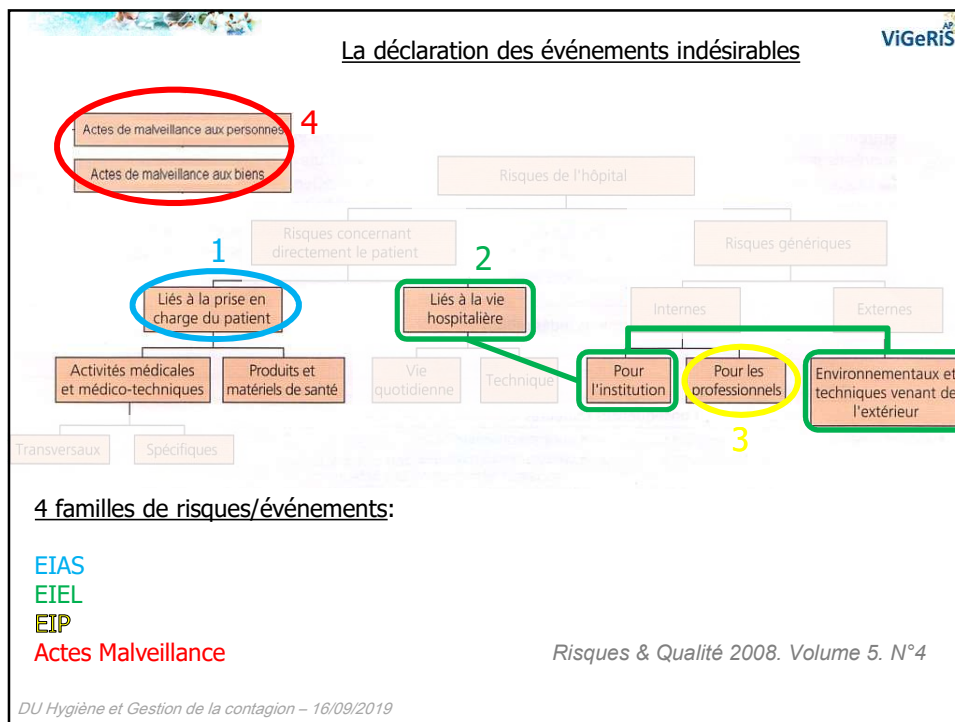 La déclaration des événements indésirables
AP
ViGeRiS
Actes de malveillance aux personnes
4
Actes de malveillance aux biens
Risques de l'hôpital
Risques concernant
directement le patient
Risques génériques
1
2
Liés à la prise en
charge du patient
Liés à la vie
hospitalière
Internes
Externes
Activités médicales
et médico-techniques
Produits et
matériels de santé
Vie
quotidienne
Technique
Pour
l'institution
Pour les
professionnels
Environnementaux et
techniques venant de
l'extérieur
3
Transversaux
Spécifiques
4 familles de risques/événements:
EIAS
EIEL
EIP
Actes Malveillance
Risques & Qualité 2008. Volume 5. N°4
DU Hygiène et Gestion de la contagion – 16/09/2019